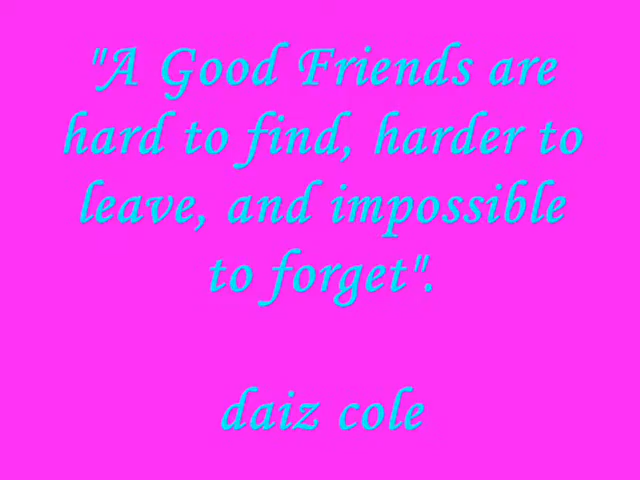 "A Good Friends are
hard to find, harder to
leave, and impossible
to forget".
daiz cole